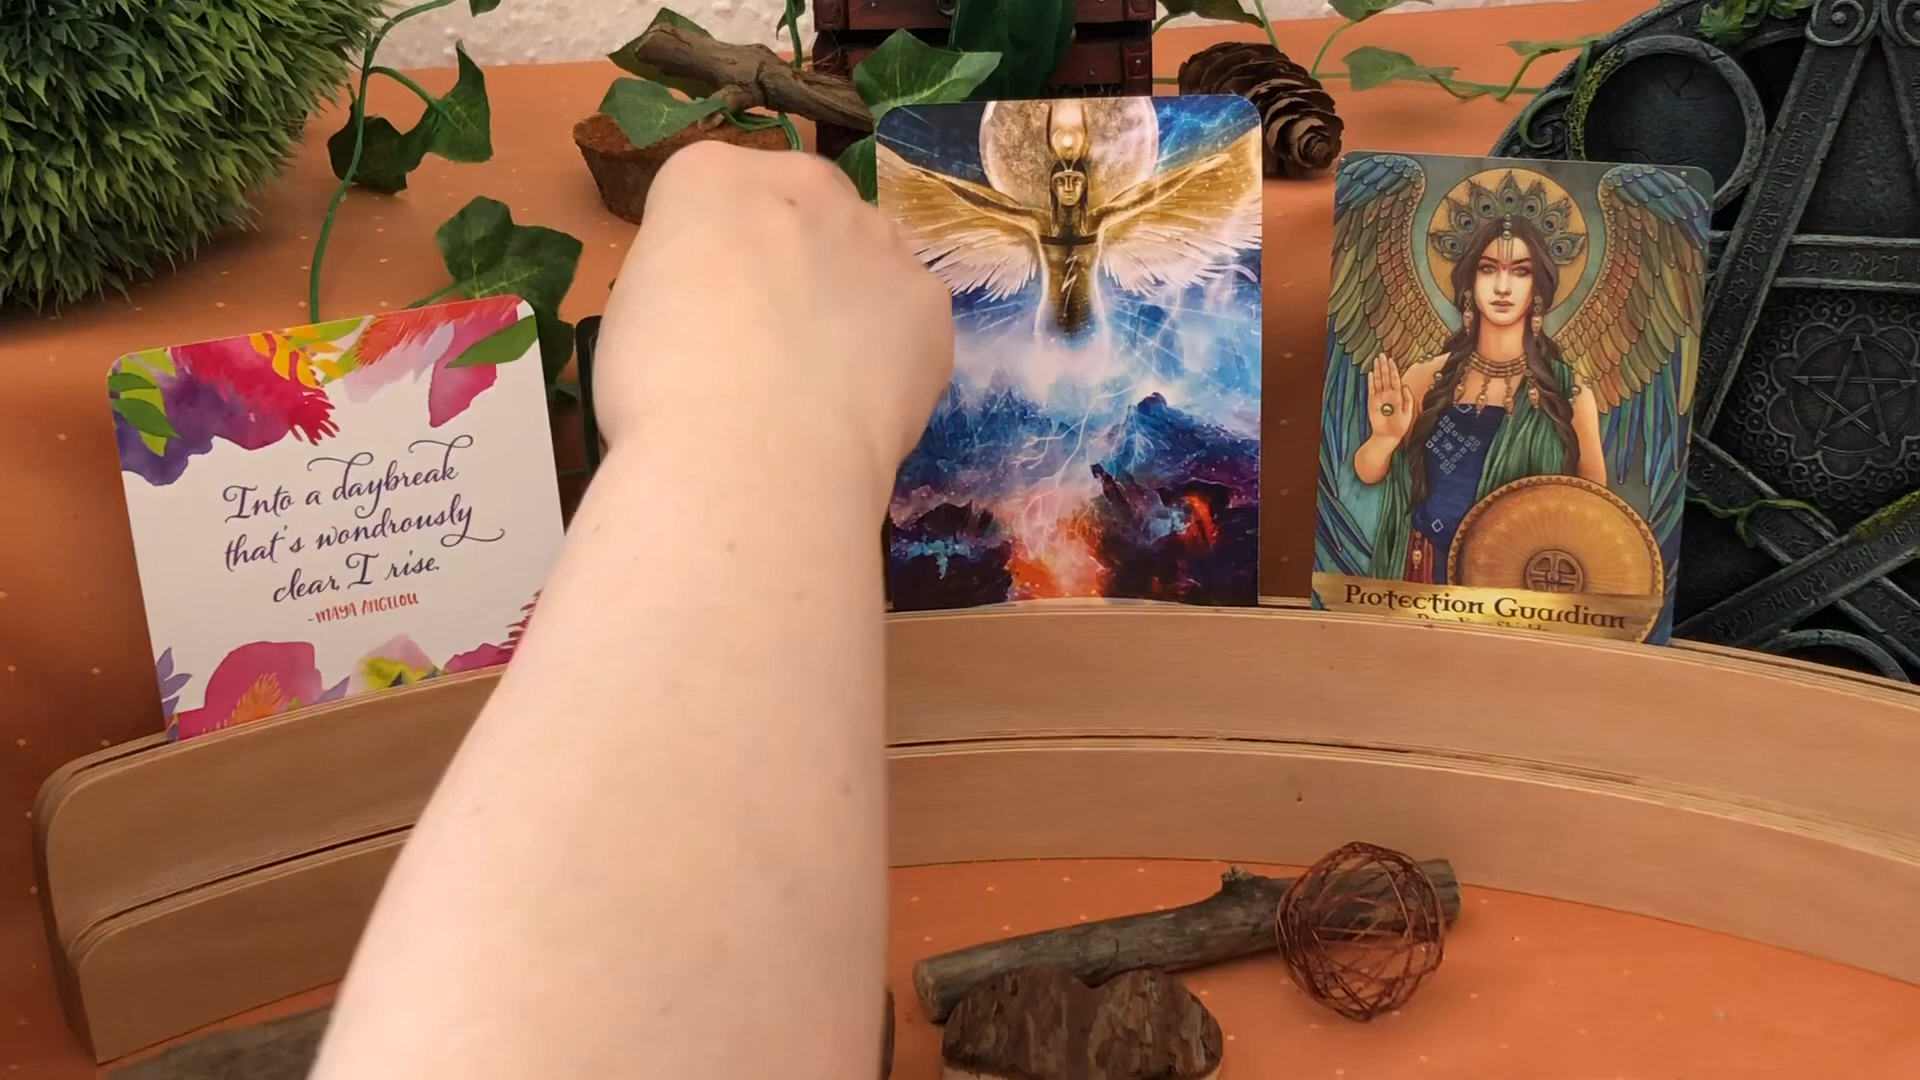 Into a daybreak
that's wondrously
clear, I rise.
-MAYA ANGELOU
Protection Guardian